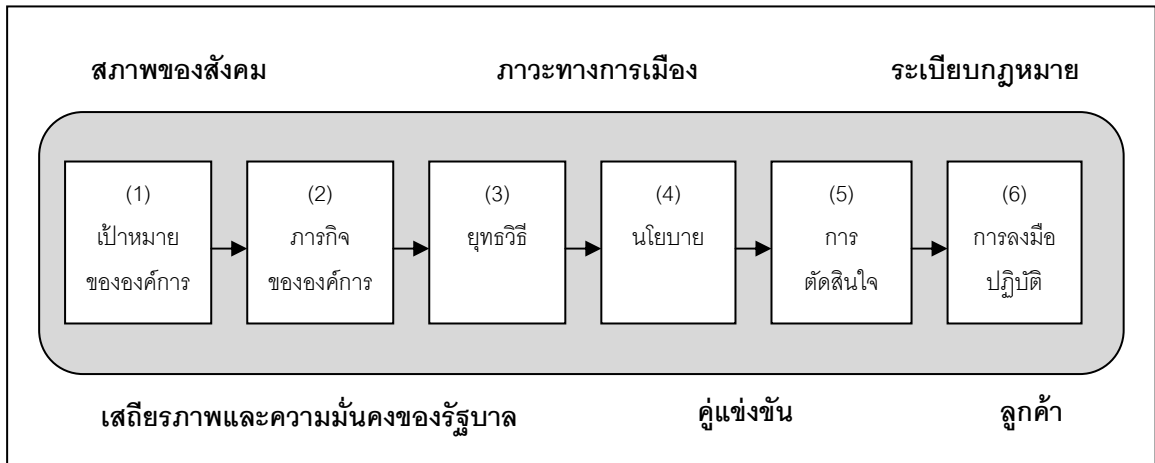 สภาพของสังคม ภาวะทางการเมือง ระเบียบกฎหมาย
(1)
เป้าหมาย
ขององค์การ
(2)
ภารกิจ
ขององค์การ
(3)
ยุทธวิธี
(4)
นโยบาย
(5)
การ
ตัดสินใจ
(6)
การลงมือ
ปฏิบัติ
เสถียรภาพและความมั่นคงของรัฐบาล คู่แข่งขัน ลูกค้า